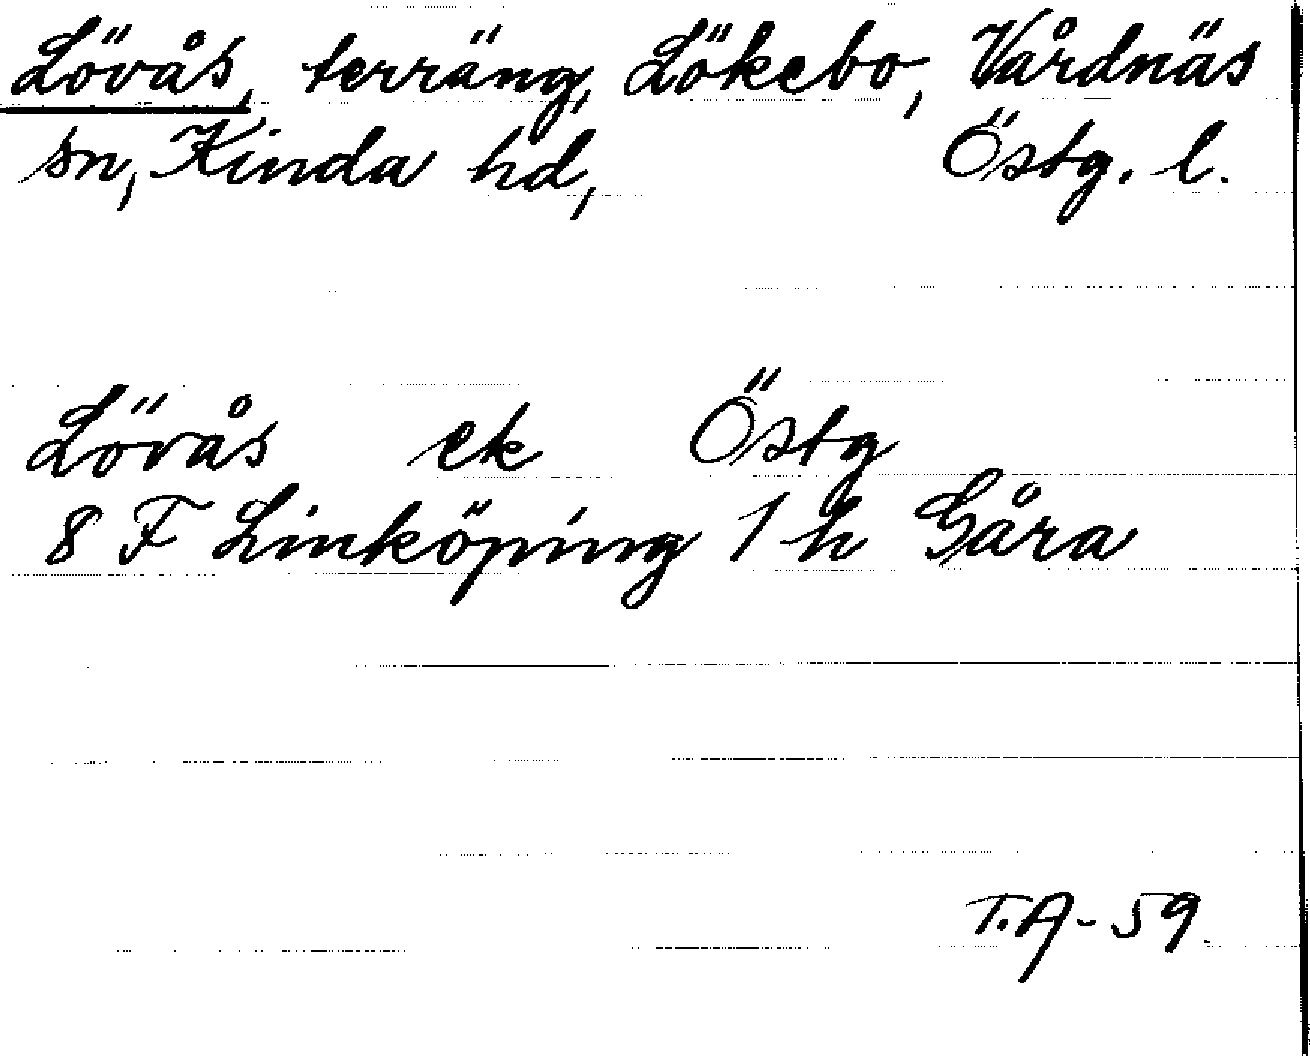 Lövås, terräng, Lökebo, Vårdnäs
sn, Kinda hd, Östg. l.
Lövås ek Östg
8 F Linköping 1 h Gåra
T.A-59.